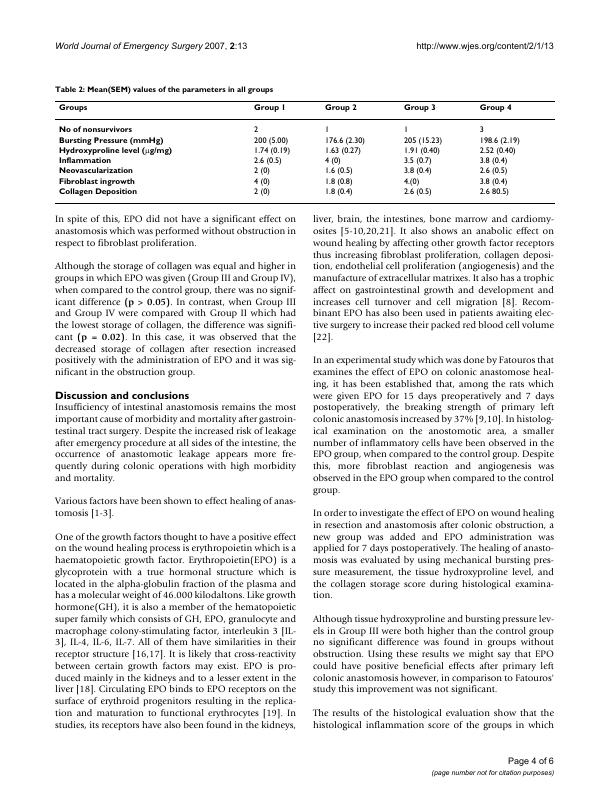 World Journal of Emergency Surgery 2007, 2:13
http://www.wjes.org/content/2/1/13
Table 2: Mean(SEM) values of the parameters in all groups
Groups Group 1 Group 2 Group 3 Group 4
No of nonsurvivors 2 1 1 3
Bursting Pressure (mmHg) 200 (5.00) 176.6 (2.30) 205 (15.23) 198.6 (2.19)
Hydroxyproline level (μg/mg) 1.74 (0.19) 1.63 (0.27) 1.91 (0.40) 2.52 (0.40)
Inflammation 2.6 (0.5) 4 (0) 3.5 (0.7) 3.8 (0.4)
Neovascularization 2 (0) 1.6 (0.5) 3.8 (0.4) 2.6 (0.5)
Fibroblast ingrowth 4 (0) 1.8 (0.8) 4.(0) 3.8 (0.4)
Collagen Deposition 2 (0) 1.8 (0.4) 2.6 (0.5) 2.6 80.5)
In spite of this, EPO did not have a significant effect on
anastomosis which was performed without obstruction in
respect to fibroblast proliferation.
Although the storage of collagen was equal and higher in
groups in which EPO was given (Group III and Group IV),
when compared to the control group, there was no signif-
icant difference (p > 0.05). In contrast, when Group III
and Group IV were compared with Group II which had
the lowest storage of collagen, the difference was signifi-
cant (p = 0.02). In this case, it was observed that the
decreased storage of collagen after resection increased
positively with the administration of EPO and it was sig-
nificant in the obstruction group.
Discussion and conclusions
Insufficiency of intestinal anastomosis remains the most
important cause of morbidity and mortality after gastroin-
testinal tract surgery. Despite the increased risk of leakage
after emergency procedure at all sides of the intestine, the
occurrence of anastomotic leakage appears more fre-
quently during colonic operations with high morbidity
and mortality.
Various factors have been shown to effect healing of anas-
tomosis [1-3].
One of the growth factors thought to have a positive effect
on the wound healing process is erythropoietin which is a
haematopoietic growth factor. Erythropoietin(EPO) is a
glycoprotein with a true hormonal structure which is
located in the alpha-globulin fraction of the plasma and
has a molecular weight of 46.000 kilodaltons. Like growth
hormone(GH), it is also a member of the hematopoietic
super family which consists of GH, EPO, granulocyte and
macrophage colony-stimulating factor, interleukin 3 [IL-
3], IL-4, IL-6, IL-7. All of them have similarities in their
receptor structure [16,17]. It is likely that cross-reactivity
between certain growth factors may exist. EPO is pro-
duced mainly in the kidneys and to a lesser extent in the
liver [18]. Circulating EPO binds to EPO receptors on the
surface of erythroid progenitors resulting in the replica-
tion and maturation to functional erythrocytes [19]. In
studies, its receptors have also been found in the kidneys,
liver, brain, the intestines, bone marrow and cardiomy-
osites [5-10,20,21]. It also shows an anabolic effect on
wound healing by affecting other growth factor receptors
thus increasing fibroblast proliferation, collagen deposi-
tion, endothelial cell proliferation (angiogenesis) and the
manufacture of extracellular matrixes. It also has a trophic
affect on gastrointestinal growth and development and
increases cell turnover and cell migration [8]. Recom-
binant EPO has also been used in patients awaiting elec-
tive surgery to increase their packed red blood cell volume
[22].
In an experimental study which was done by Fatouros that
examines the effect of EPO on colonic anastomose heal-
ing, it has been established that, among the rats which
were given EPO for 15 days preoperatively and 7 days
postoperatively, the breaking strength of primary left
colonic anastomosis increased by 37% [9,10]. In histolog-
ical examination on the anostomotic area, a smaller
number of inflammatory cells have been observed in the
EPO group, when compared to the control group. Despite
this, more fibroblast reaction and angiogenesis was
observed in the EPO group when compared to the control
group.
In order to investigate the effect of EPO on wound healing
in resection and anastomosis after colonic obstruction, a
new group was added and EPO administration was
applied for 7 days postoperatively. The healing of anasto-
mosis was evaluated by using mechanical bursting pres-
sure measurement, the tissue hydroxyproline level, and
the collagen storage score during histological examina-
tion.
Although tissue hydroxyproline and bursting pressure lev-
els in Group III were both higher than the control group
no significant difference was found in groups without
obstruction. Using these results we might say that EPO
could have positive beneficial effects after primary left
colonic anastomosis however, in comparison to Fatouros'
study this improvement was not significant.
The results of the histological evaluation show that the
histological inflammation score of the groups in which
Page 4 of 6
(page number not for citation purposes)